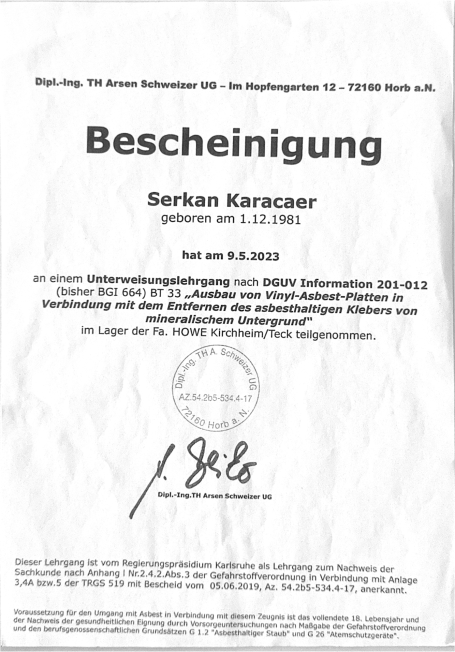 Dipl.-Ing. TH Arsen Schweizer UG – Im Hopfengarten 12 – 72160 Horb a.N.
Bescheinigung
Serkan Karacaer
geboren am 1.12.1981
hat am 9.5.2023
an einem Unterweisungslehrgang nach DGUV Information 201-012
(bisher BGI 664) BT 33 „Ausbau von Vinyl-Asbest-Platten in
Verbindung mit dem Entfernen des asbesthaltigen Klebers von
mineralischem Untergrund“
im Lager der Fa. HOWE Kirchheim/Teck teilgenommen.
Dipl.-Ing. TH A. Schweizer UG
AZ.54.2b5-534.4-17
72160 Horb a. N.
Dipl.-Ing.TH Arsen Schweizer UG
Dieser Lehrgang ist vom Regierungspräsidium Karlsruhe als Lehrgang zum Nachweis der
Sachkunde nach Anhang I Nr.2.4.2.Abs.3 der Gefahrstoffverordnung in Verbindung mit Anlage
3,4A bzw.5 der TRGS 519 mit Bescheid vom 05.06.2019, Az. 54.2b5-534.4-17, anerkannt.
Voraussetzung für den Umgang mit Asbest in Verbindung mit diesem Zeugnis ist das vollendete 18. Lebensjahr und
der Nachweis der gesundheitlichen Eignung durch Vorsorgeuntersuchungen nach Maßgabe der Gefahrstoffverordnung
und den berufsgenossenschaftlichen Grundsätzen G 1.2 "Asbesthaltiger Staub" und G 26 "Atemschutzgeräte".